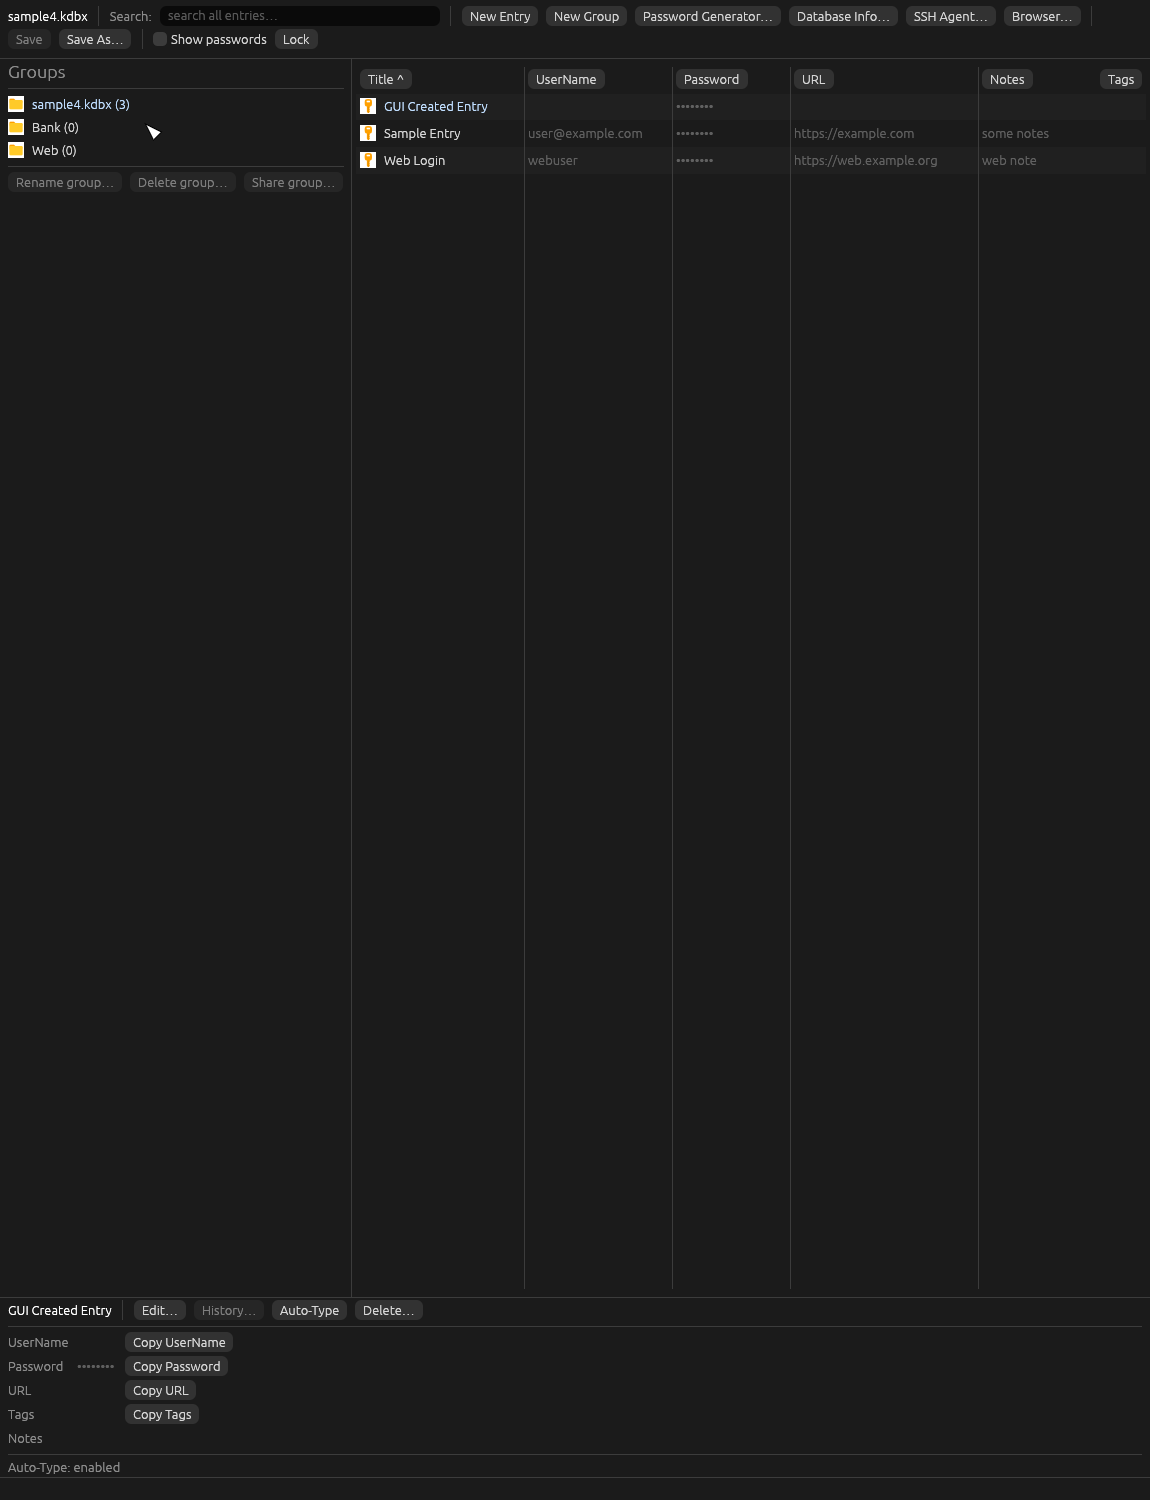 sample4.kdbx Search: search all entries... New Entry New Group Password Generator... Database Info... SSH Agent... Browser...
Save Save As... Show passwords Lock
Groups
sample4.kdbx (3)
Bank (0)
Web (0)
Rename group... Delete group... Share group...
Title ^ UserName Password URL Notes Tags
GUI Created Entry ••••••••
Sample Entry user@example.com •••••••• https://example.com some notes
Web Login webuser •••••••• https://web.example.org web note
GUI Created Entry Edit... History... Auto-Type Delete...
UserName Copy UserName
Password •••••••• Copy Password
URL Copy URL
Tags Copy Tags
Notes
Auto-Type: enabled